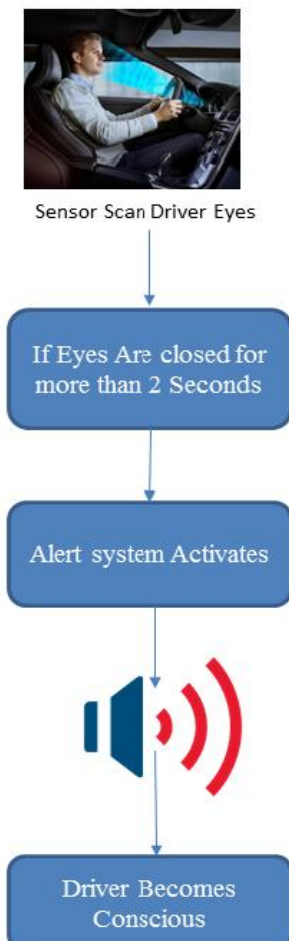 Sensor Scan Driver Eyes
If Eyes Are closed for
more than 2 Seconds
Alert system Activates
Driver Becomes
Conscious